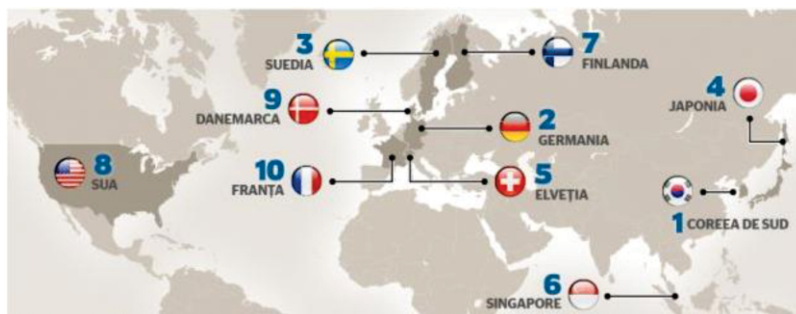 3
SUEDIA
7
FINLANDA
4
JAPONIA
9
DANEMARCA
2
GERMANIA
8
SUA
10
FRANȚA
5
ELVEȚIA
1 COREEA DE SUD
6
SINGAPORE